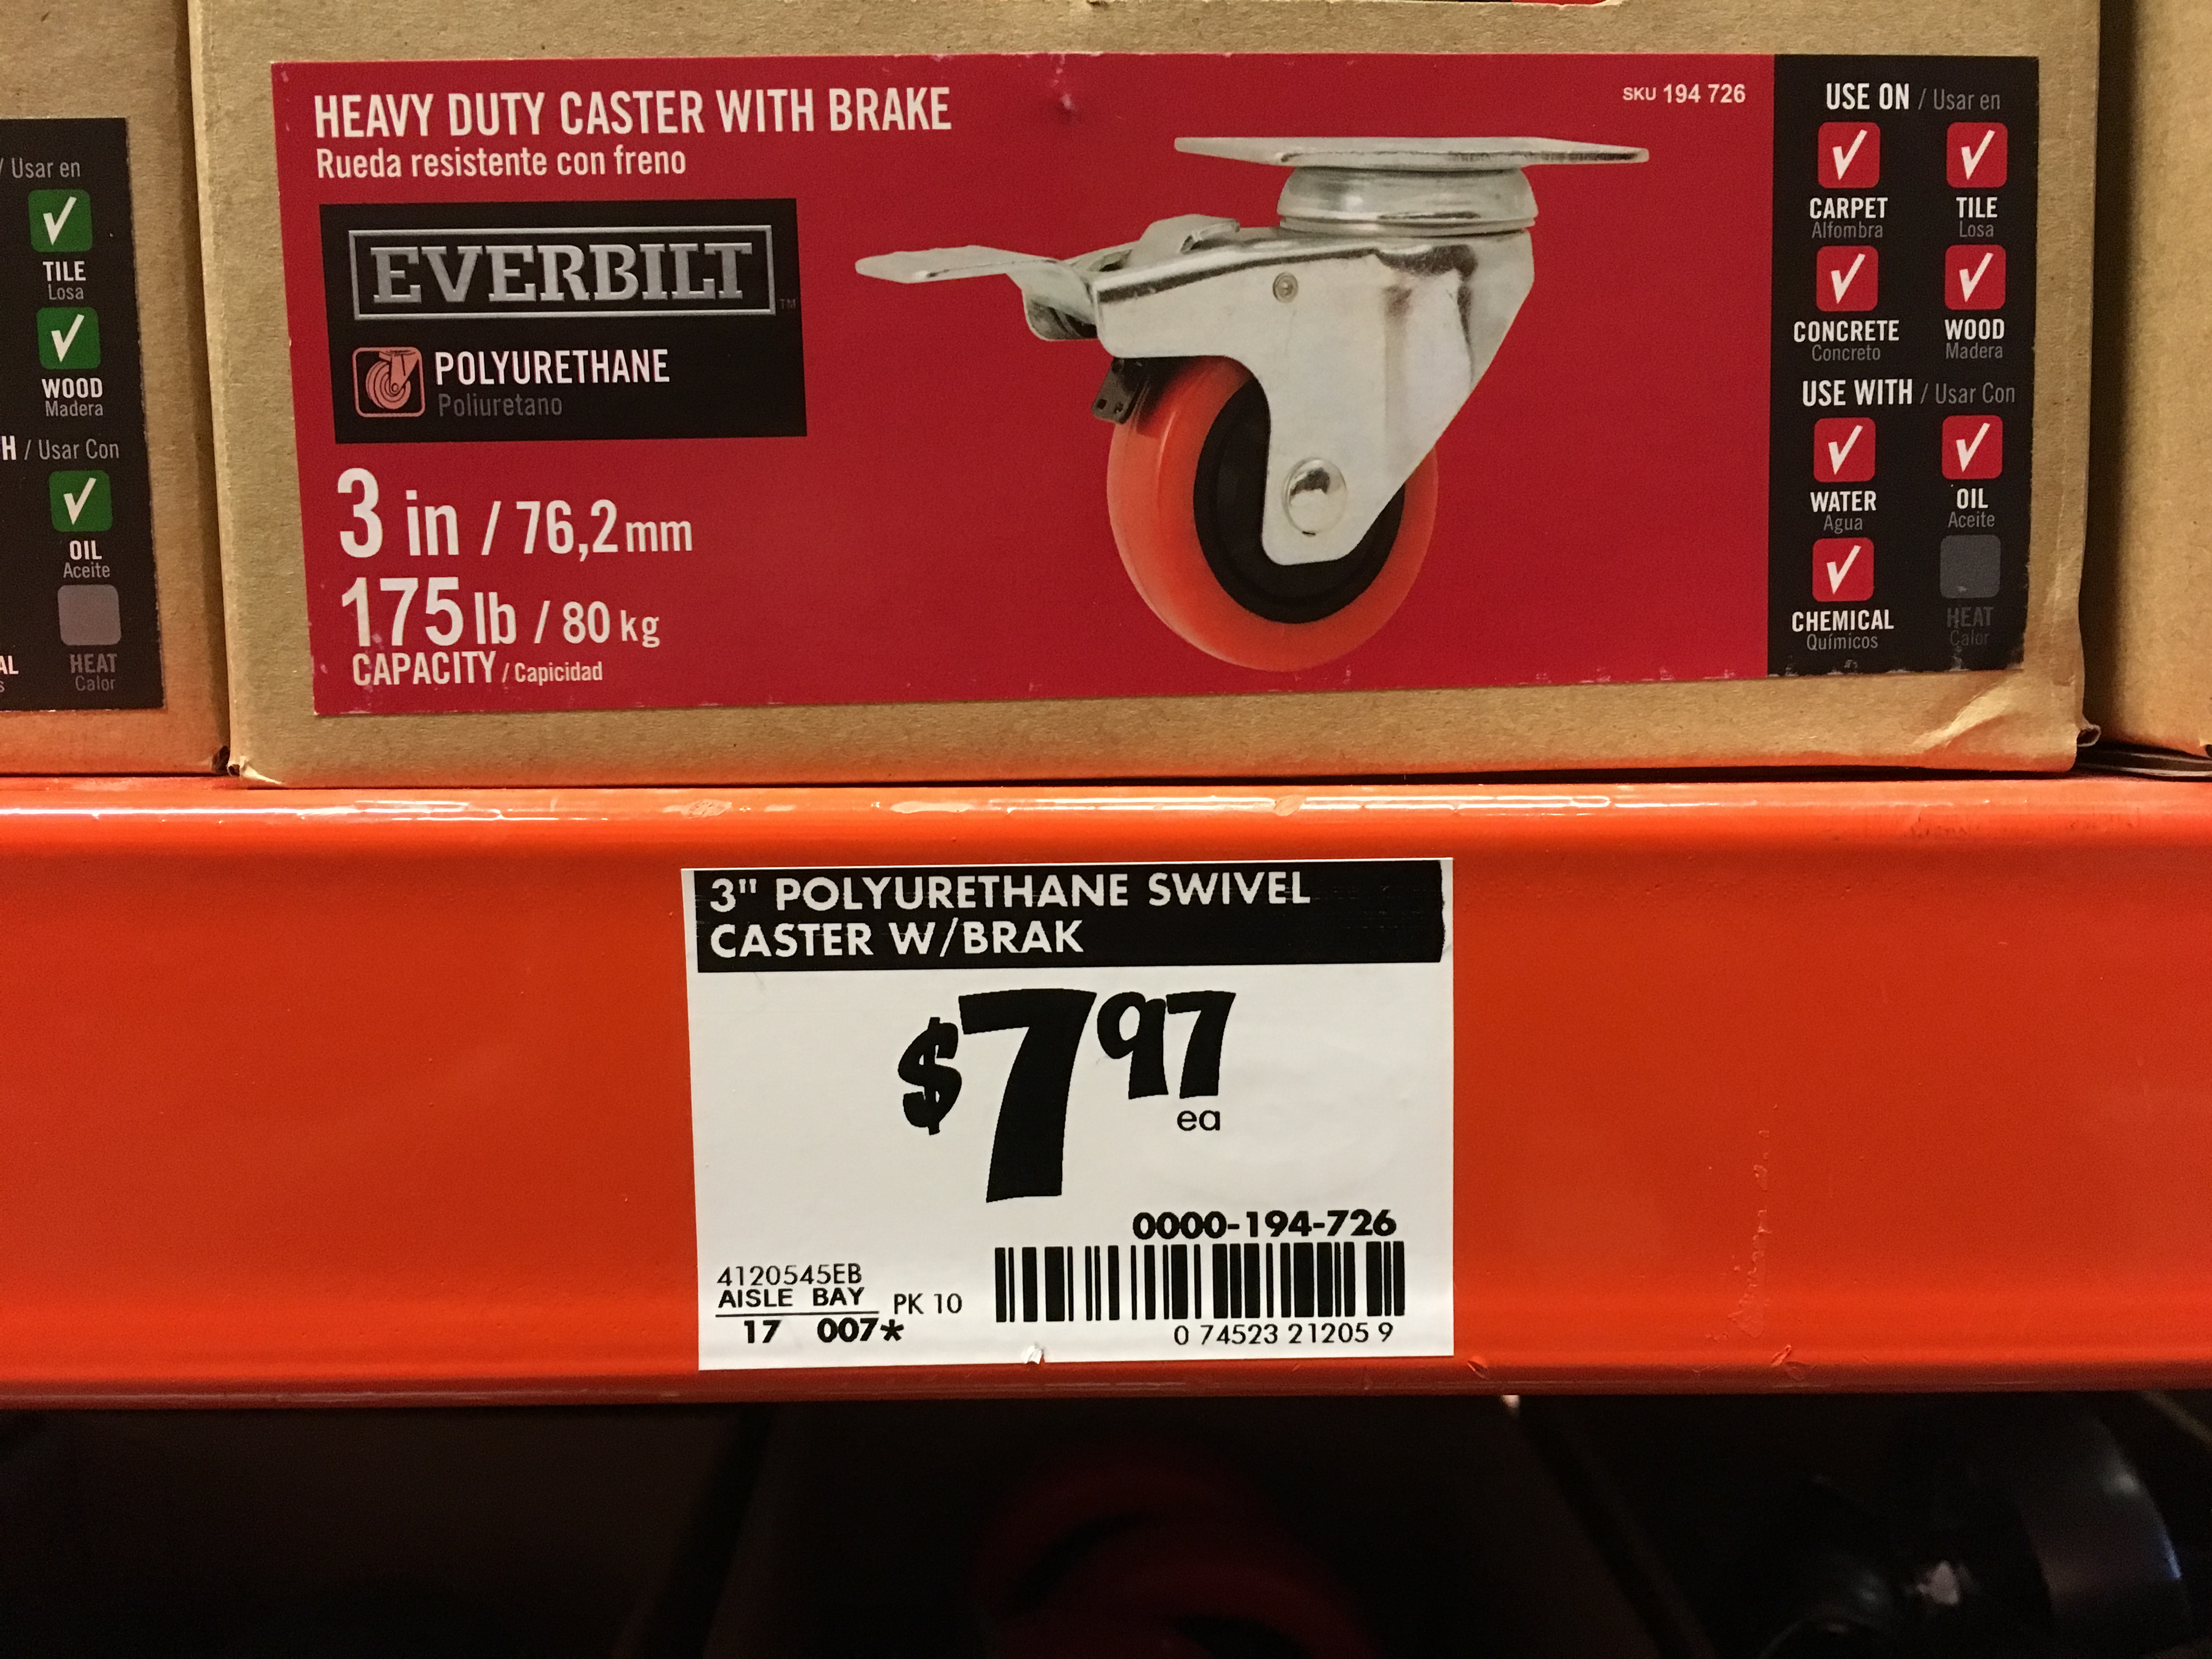 / Usar en
TILE
Losa
WOOD
Madera
H / Usar Con
OIL
Aceite
AL
s
HEAT
Calor
HEAVY DUTY CASTER WITH BRAKE
Rueda resistente con freno
EVERBILT™
POLYURETHANE
Poliuretano
3 in / 76,2 mm
175 lb / 80 kg
CAPACITY / Capicidad
SKU 194 726
USE ON / Usar en
CARPET TILE
Alfombra Losa
CONCRETE WOOD
Concreto Madera
USE WITH / Usar Con
WATER OIL
Agua Aceite
CHEMICAL HEAT
Químicos Calor
3" POLYURETHANE SWIVEL
CASTER W/BRAK
$7 97
ea
0000-194-726
4120545EB
AISLE BAY PK 10
17 007*
0 74523 21205 9